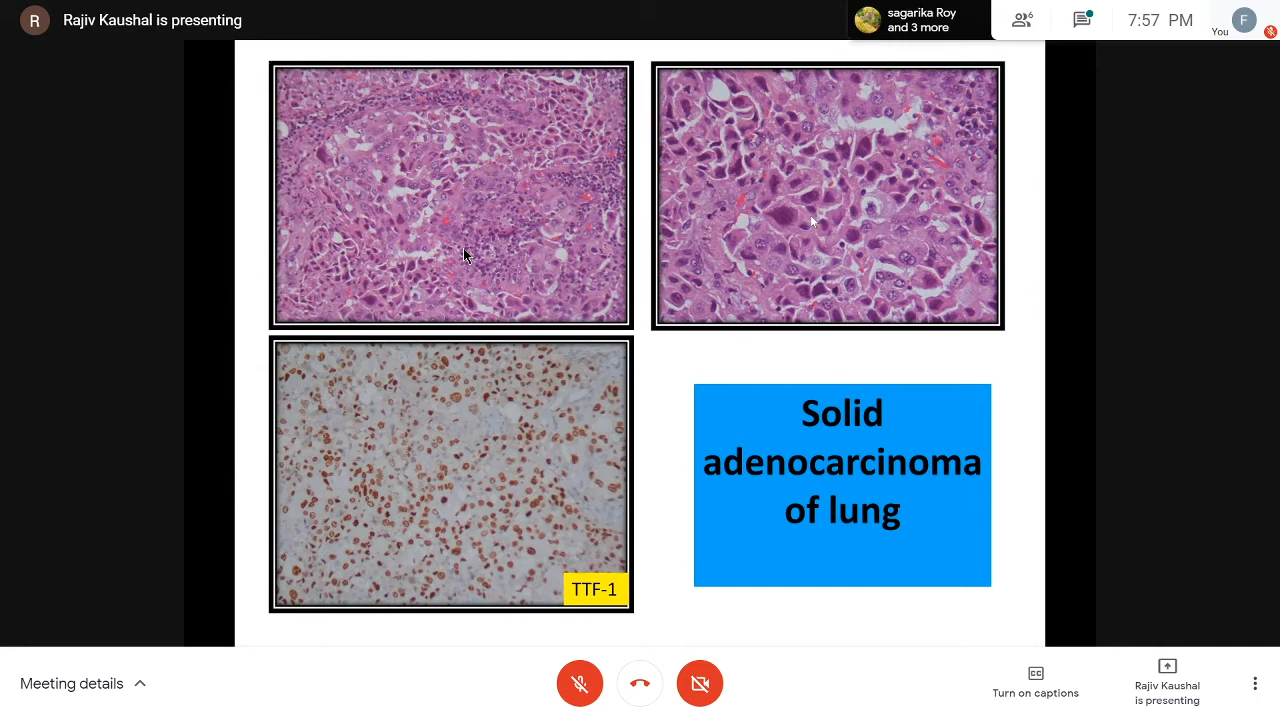 R
Rajiv Kaushal is presenting
sagarika Roy
and 3 more
6
7:57 PM
You
F
TTF-1
Solid
adenocarcinoma
of lung
Meeting details
CC
Turn on captions
Rajiv Kaushal
is presenting